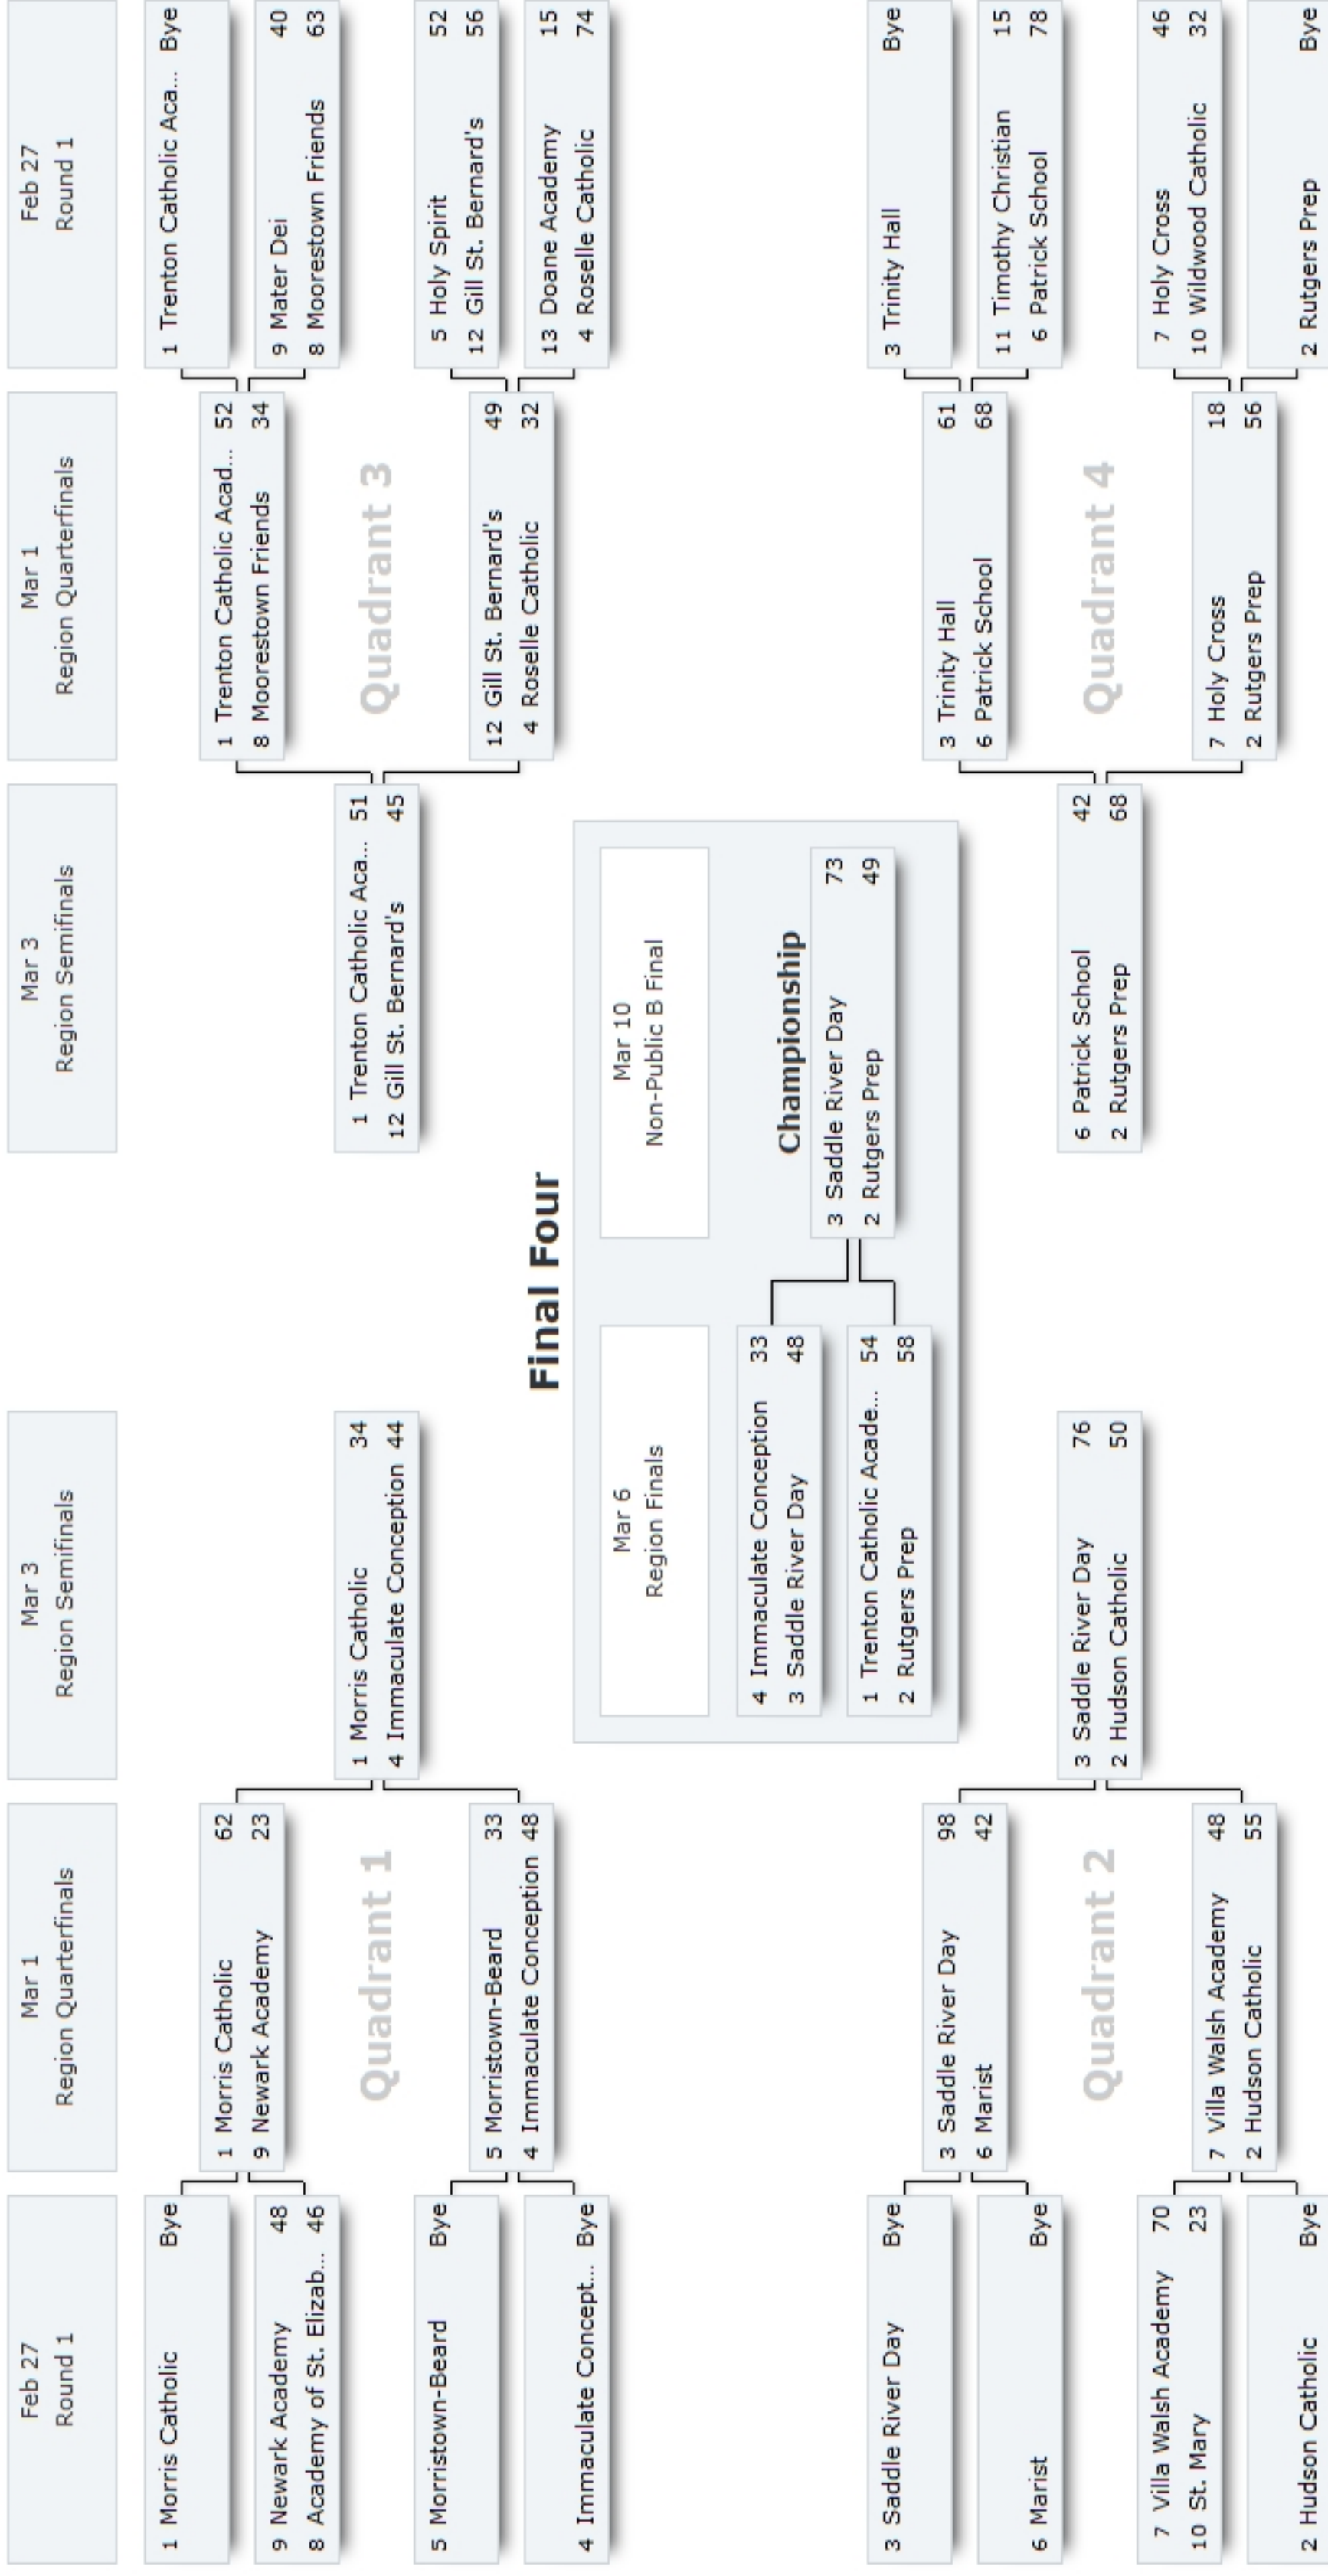 Feb 27
Round 1
Mar 1
Region Quarterfinals
Mar 3
Region Semifinals
Mar 3
Region Semifinals
Mar 1
Region Quarterfinals
Feb 27
Round 1
1 Morris Catholic Bye
9 Newark Academy 48
8 Academy of St. Elizab... 46
5 Morristown-Beard Bye
4 Immaculate Concept... Bye
1 Morris Catholic 62
9 Newark Academy 23
Quadrant 1
5 Morristown-Beard 33
4 Immaculate Conception 48
1 Morris Catholic 34
4 Immaculate Conception 44
1 Trenton Catholic Aca... 51
12 Gill St. Bernard's 45
1 Trenton Catholic Acad... 52
8 Moorestown Friends 34
Quadrant 3
12 Gill St. Bernard's 49
4 Roselle Catholic 32
1 Trenton Catholic Aca... Bye
9 Mater Dei 40
8 Moorestown Friends 63
5 Holy Spirit 52
12 Gill St. Bernard's 56
13 Doane Academy 15
4 Roselle Catholic 74
Final Four
Mar 6
Region Finals
Mar 10
Non-Public B Final
4 Immaculate Conception 33
3 Saddle River Day 48
1 Trenton Catholic Acade... 54
2 Rutgers Prep 58
Championship
3 Saddle River Day 73
2 Rutgers Prep 49
3 Saddle River Day Bye
6 Marist Bye
7 Villa Walsh Academy 70
10 St. Mary 23
2 Hudson Catholic Bye
3 Saddle River Day 98
6 Marist 42
Quadrant 2
7 Villa Walsh Academy 48
2 Hudson Catholic 55
3 Saddle River Day 76
2 Hudson Catholic 50
6 Patrick School 42
2 Rutgers Prep 68
3 Trinity Hall 61
6 Patrick School 68
Quadrant 4
7 Holy Cross 18
2 Rutgers Prep 56
3 Trinity Hall Bye
11 Timothy Christian 15
6 Patrick School 78
7 Holy Cross 46
10 Wildwood Catholic 32
2 Rutgers Prep Bye